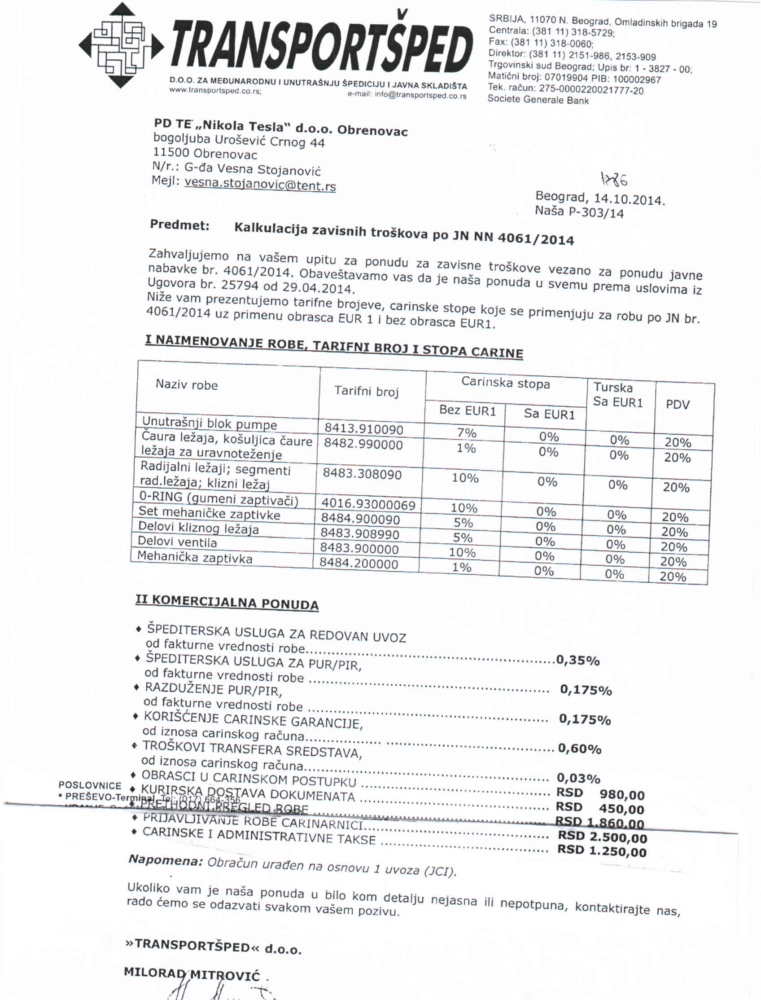 TRANSPORTŠPED
D.O.O. ZA MEĐUNARODNU I UNUTRAŠNJU ŠPEDICIJU I JAVNA SKLADIŠTA
www.transportsped.co.rs; e-mail: info@transportsped.co.rs
SRBIJA, 11070 N. Beograd, Omladinskih brigada 19
Centrala: (381 11) 318-5729;
Fax: (381 11) 318-0060;
Direktor: (381 11) 2151-986, 2153-909
Trgovinski sud Beograd; Upis br: 1 - 3827 - 00;
Matični broj: 07019904 PIB: 100002967
Tek. račun: 275-0000220021777-20
Societe Generale Bank
PD TE „Nikola Tesla“ d.o.o. Obrenovac
bogoljuba Urošević Crnog 44
11500 Obrenovac
N/r.: G-đa Vesna Stojanović
Mejl: vesna.stojanovic@tent.rs
Beograd, 14.10.2014.
Naša P-303/14
Predmet: Kalkulacija zavisnih troškova po JN NN 4061/2014
Zahvaljujemo na vašem upitu za ponudu za zavisne troškove vezano za ponudu javne
nabavke br. 4061/2014. Obaveštavamo vas da je naša ponuda u svemu prema uslovima iz
Ugovora br. 25794 od 29.04.2014.
Niže vam prezentujemo tarifne brojeve, carinske stope koje se primenjuju za robu po JN br.
4061/2014 uz primenu obrasca EUR 1 i bez obrasca EUR1.
I NAIMENOVANJE ROBE, TARIFNI BROJ I STOPA CARINE
Naziv robe Tarifni broj Carinska stopa Turska Sa EUR1 PDV
Bez EUR1 Sa EUR1
Unutrašnji blok pumpe 8413.910090 7% 0% 0% 20%
Čaura ležaja, košuljica čaure 8482.990000 1% 0% 0% 20%
ležaja za uravnoteženje
Radijalni ležaji; segmenti 8483.308090 10% 0% 0% 20%
rad.ležaja; klizni ležaj
0-RING (gumeni zaptivači) 4016.93000069 10% 0% 0% 20%
Set mehaničke zaptivke 8484.900090 5% 0% 0% 20%
Delovi kliznog ležaja 8483.908990 5% 0% 0% 20%
Delovi ventila 8483.900000 10% 0% 0% 20%
Mehanička zaptivka 8484.200000 1% 0% 0% 20%
II KOMERCIJALNA PONUDA
♦ ŠPEDITERSKA USLUGA ZA REDOVAN UVOZ
od fakturne vrednosti robe...........0,35%
♦ ŠPEDITERSKA USLUGA ZA PUR/PIR,
od fakturne vrednosti robe ........... 0,175%
♦ RAZDUŽENJE PUR/PIR,
od fakturne vrednosti robe ........... 0,175%
♦ KORIŠĆENJE CARINSKE GARANCIJE,
od iznosa carinskog računa........... 0,60%
♦ TROŠKOVI TRANSFERA SREDSTAVA,
od iznosa carinskog računa........... 0,03%
♦ OBRASCI U CARINSKOM POSTUPKU ........... RSD 980,00
POSLOVNICE
♦ KURIRSKA DOSTAVA DOKUMENATA ........... RSD 450,00
• PREŠEVO-Terminal, Tel: (017) 664-356
♦ PRETHODNI PREGLED ROBE ........... RSD 1.860,00
♦ PRIJAVLJIVANJE ROBE CARINARNICI........... RSD 2.500,00
♦ CARINSKE I ADMINISTRATIVNE TAKSE ........... RSD 1.250,00
Napomena: Obračun urađen na osnovu 1 uvoza (JCI).
Ukoliko vam je naša ponuda u bilo kom detalju nejasna ili nepotpuna, kontaktirajte nas,
rado ćemo se odazvati svakom vašem pozivu.
»TRANSPORTŠPED« d.o.o.
MILORAD MITROVIĆ